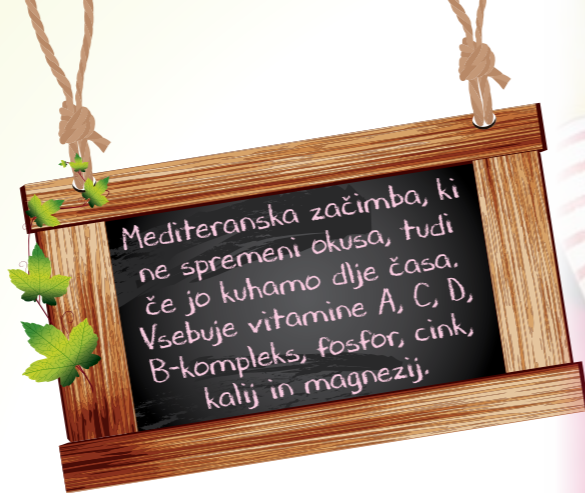 Mediteranska začimba, ki
ne spremeni okusa, tudi
če jo kuhamo dlje časa.
Vsebuje vitamine A, C, D,
B-kompleks, fosfor, cink,
kalij in magnezij.